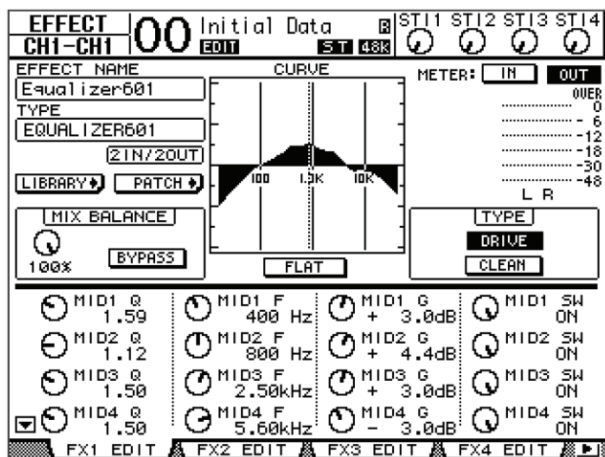 EFFECT
CH1-CH1
00
Initial Data
R
EDIT
ST
48K
STI1 STI2 STI3 STI4
EFFECT NAME
Equalizer601
TYPE
EQUALIZER601
2IN/2OUT
LIBRARY
PATCH
CURVE
100
1.0K
10K
FLAT
METER:
IN
OUT
OVER
0
- 6
-12
-18
-30
-48
L R
MIX BALANCE
100%
BYPASS
TYPE
DRIVE
CLEAN
MID1 Q
1.59
MID1 F
400 Hz
MID1 G
+ 3.0dB
MID1 SW
ON
MID2 Q
1.12
MID2 F
800 Hz
MID2 G
+ 4.4dB
MID2 SW
ON
MID3 Q
1.50
MID3 F
2.50kHz
MID3 G
+ 3.0dB
MID3 SW
ON
MID4 Q
1.50
MID4 F
5.60kHz
MID4 G
- 3.0dB
MID4 SW
ON
FX1 EDIT
FX2 EDIT
FX3 EDIT
FX4 EDIT